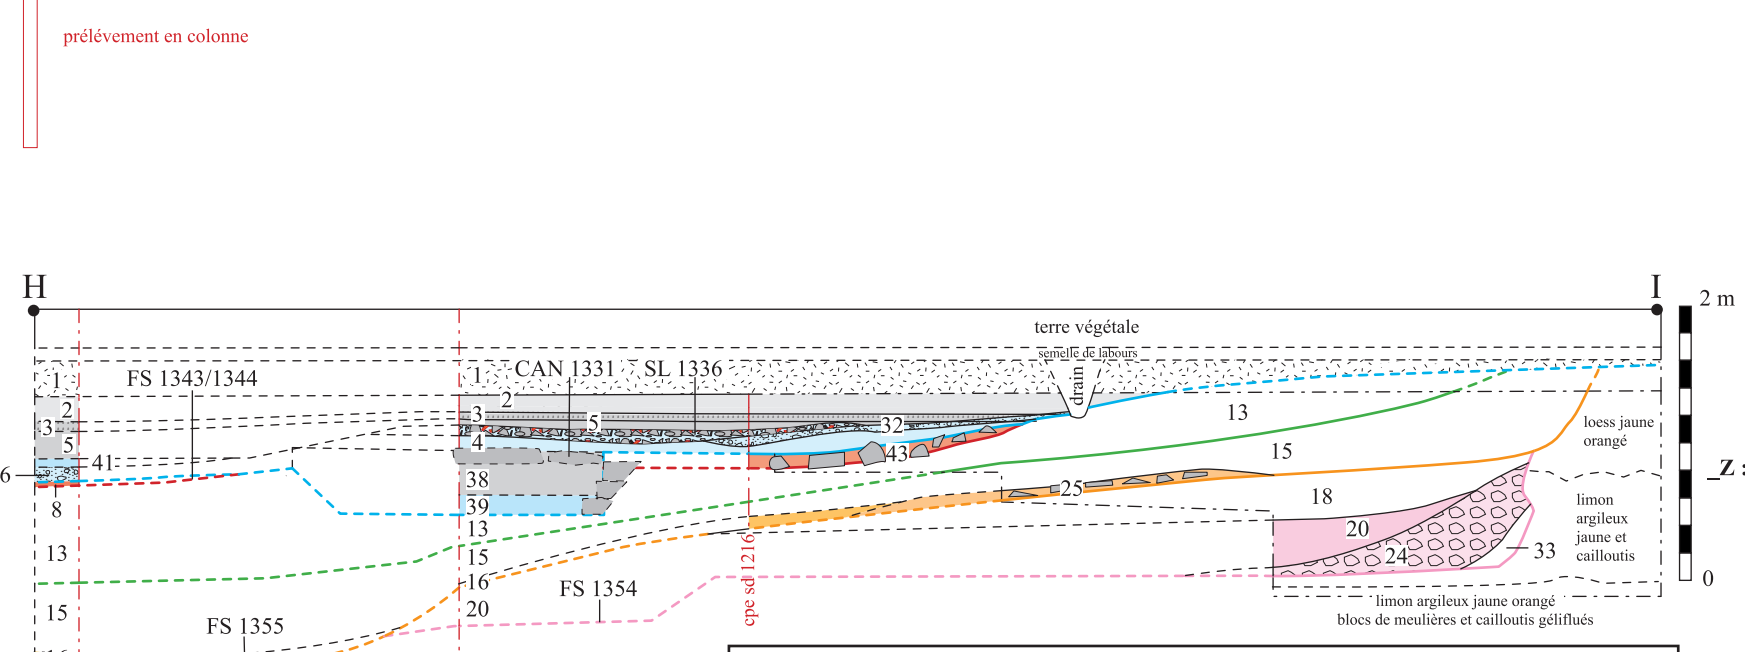 prélévement en colonne
H
I
2 m
terre végétale
semelle de labours
drain
1
FS 1343/1344
1
CAN 1331
SL 1336
2
2
3
3
5
5
4
32
13
41
43
15
loess jaune
orangé
6
8
38
39
25
18
Z :
limon
argileux
jaune et
cailloutis
13
13
20
24
33
15
16
15
20
FS 1354
FS 1355
cpe sd 1216
0
limon argileux jaune orangé
blocs de meulières et cailloutis géliflués